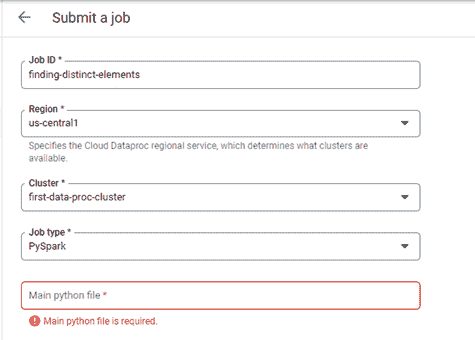 Submit a job
Job ID *
finding-distinct-elements
Region *
us-central1
Specifies the Cloud Dataproc regional service, which determines what clusters are
available.
Cluster *
first-data-proc-cluster
Job type *
PySpark
Main python file *
Main python file is required.